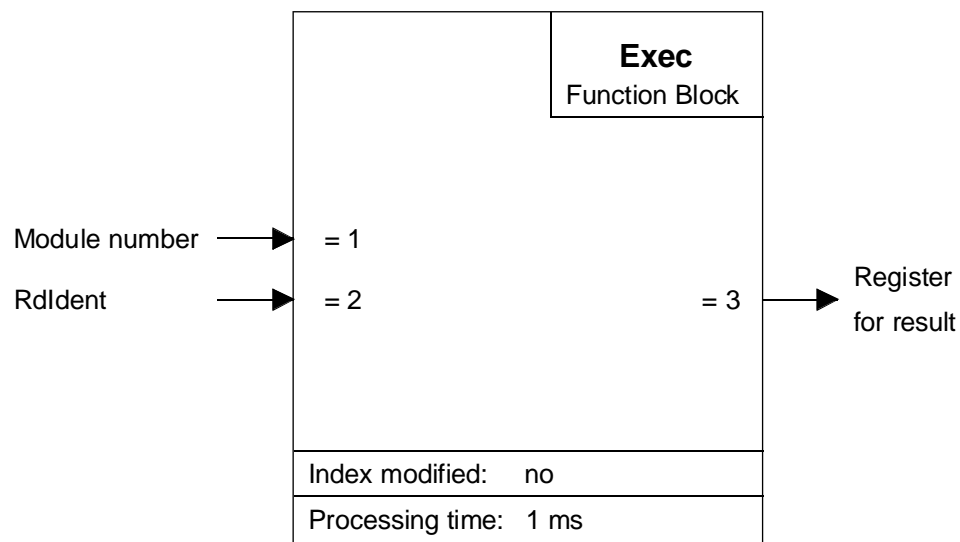 Exec
Function Block
Module number
= 1
RdIdent
= 2
= 3
Register
for result
Index modified: no
Processing time: 1 ms